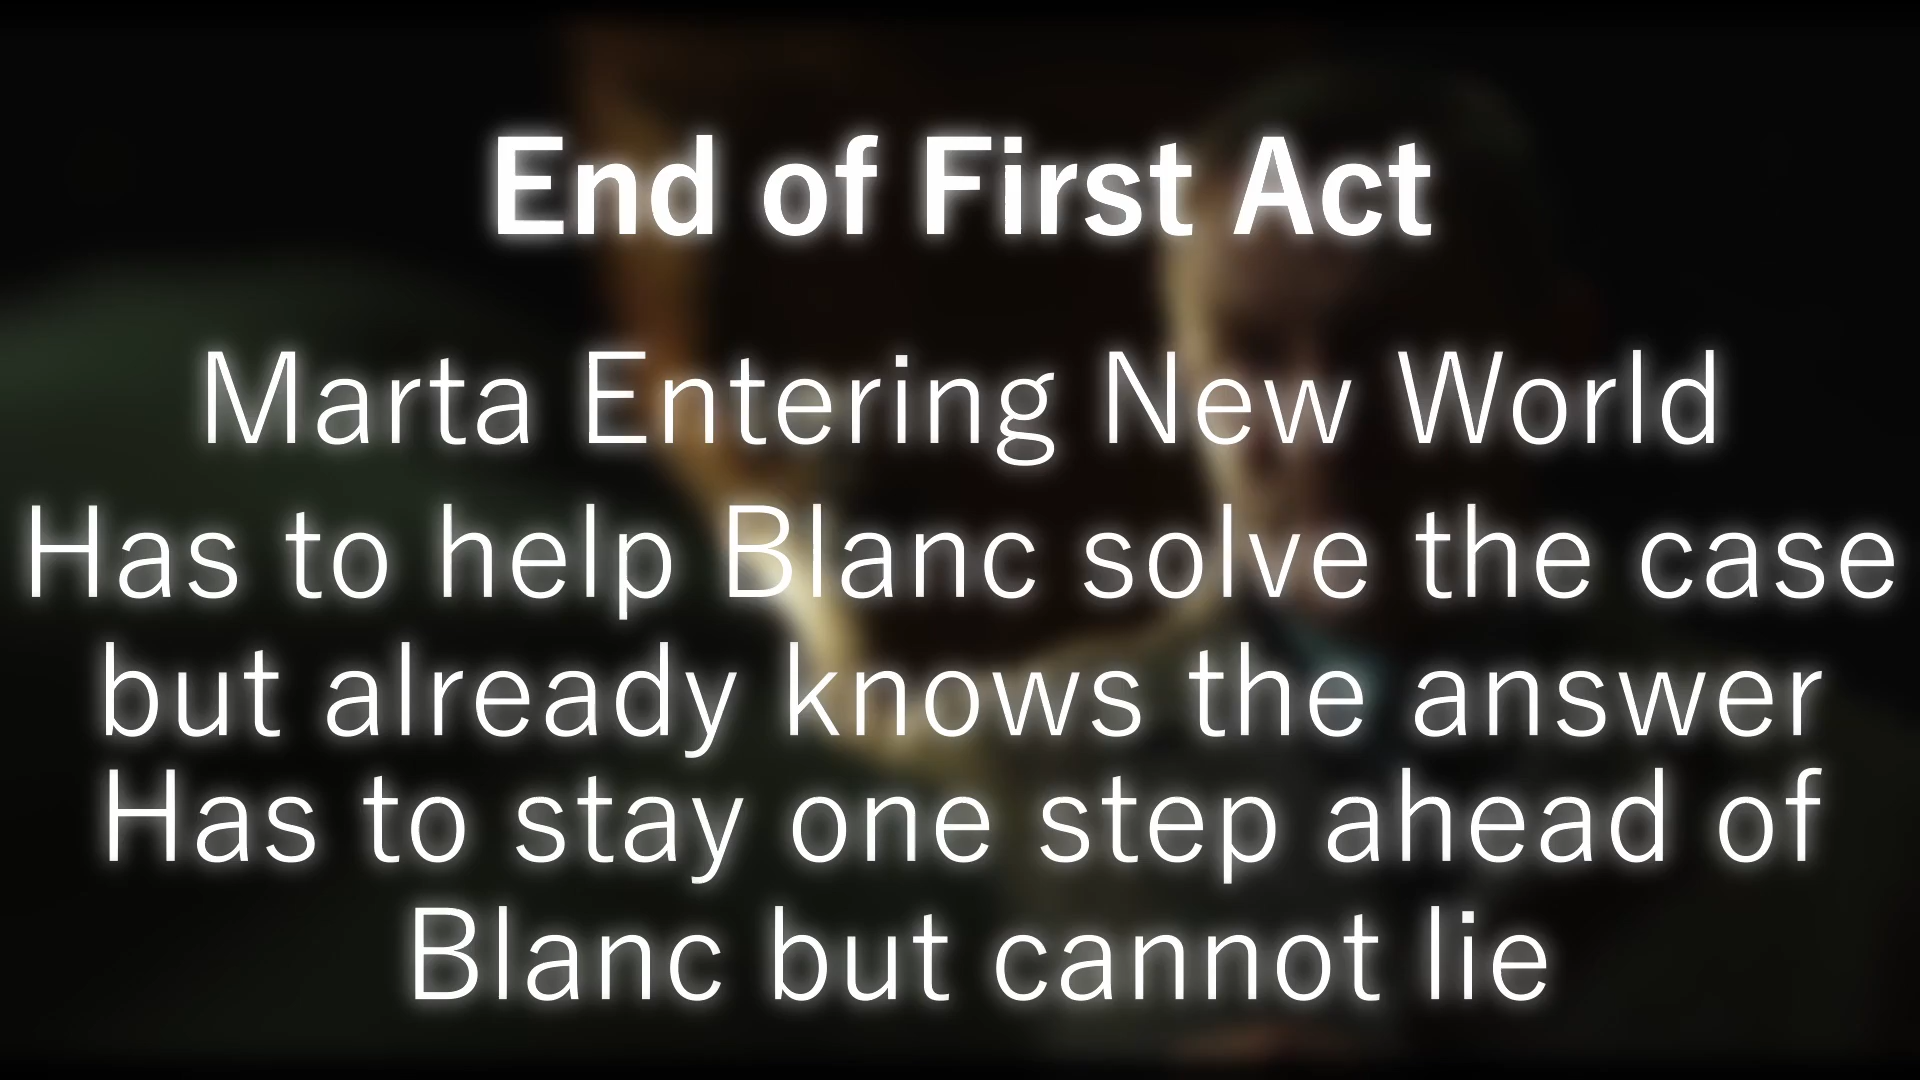 End of First Act
Marta Entering New World
Has to help Blanc solve the case
but already knows the answer
Has to stay one step ahead of
Blanc but cannot lie